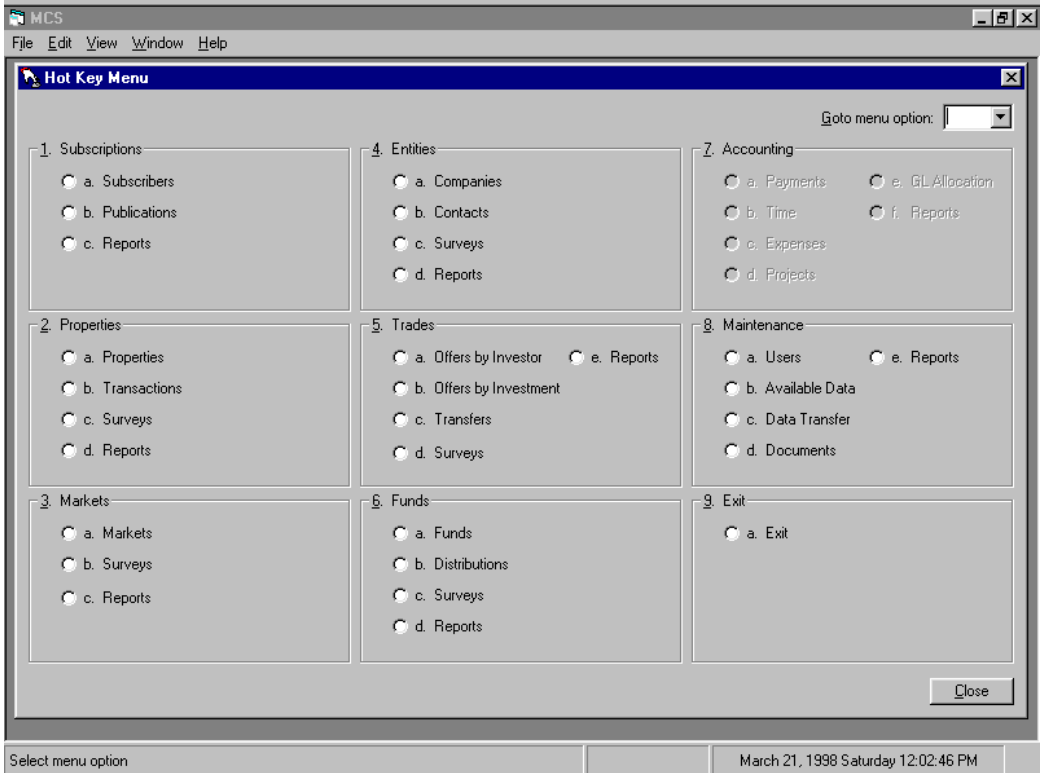 MCS
File Edit View Window Help
Hot Key Menu
Goto menu option:
1. Subscriptions
a. Subscribers
b. Publications
c. Reports
4. Entities
a. Companies
b. Contacts
c. Surveys
d. Reports
7. Accounting
a. Payments e. GL Allocation
b. Time f. Reports
c. Expenses
d. Projects
2. Properties
a. Properties
b. Transactions
c. Surveys
d. Reports
5. Trades
a. Offers by Investor e. Reports
b. Offers by Investment
c. Transfers
d. Surveys
8. Maintenance
a. Users e. Reports
b. Available Data
c. Data Transfer
d. Documents
3. Markets
a. Markets
b. Surveys
c. Reports
6. Funds
a. Funds
b. Distributions
c. Surveys
d. Reports
9. Exit
a. Exit
Close
Select menu option March 21, 1998 Saturday 12:02:46 PM